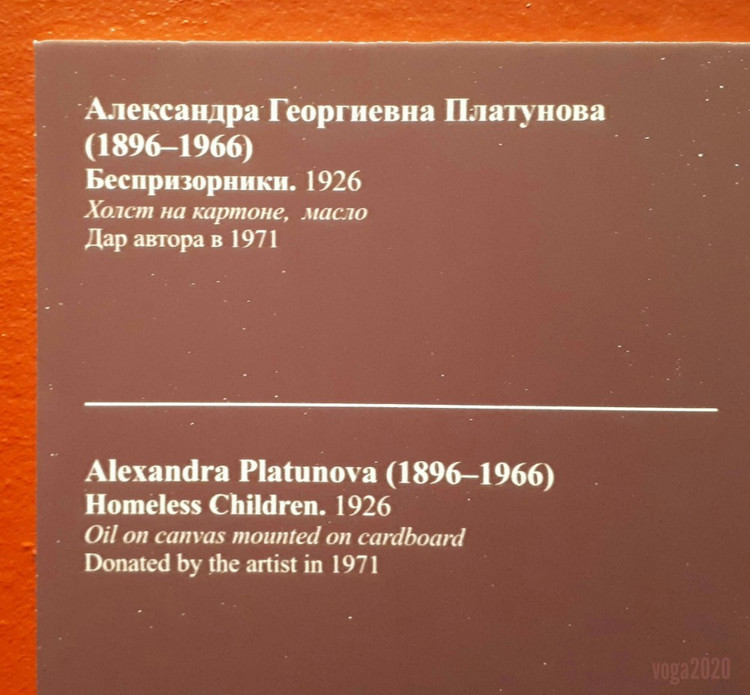 Александра Георгиевна Платунова
(1896–1966)
Беспризорники. 1926
Холст на картоне, масло
Дар автора в 1971
Alexandra Platunova (1896–1966)
Homeless Children. 1926
Oil on canvas mounted on cardboard
Donated by the artist in 1971
voga2020